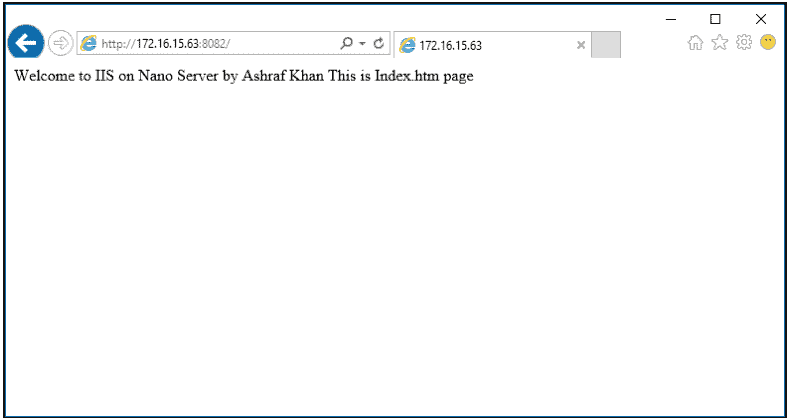 http://172.16.15.63:8082/
172.16.15.63
Welcome to IIS on Nano Server by Ashraf Khan This is Index.htm page